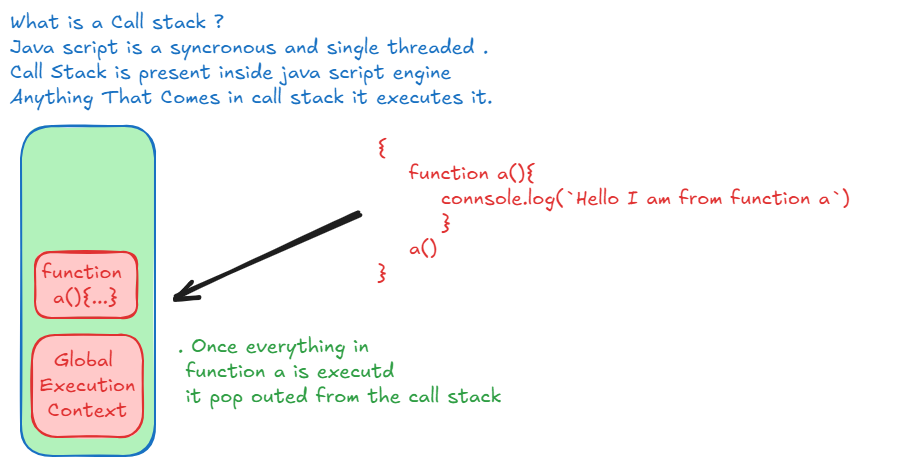 What is a Call stack ?
Java script is a syncronous and single threaded .
Call Stack is present inside java script engine
Anything That Comes in call stack it executes it.
{
function a(){
connsole.log(`Hello I am from function a`)
}
a()
}
function
a(){...}
Global
Execution
Context
. Once everything in
function a is executd
it pop outed from the call stack